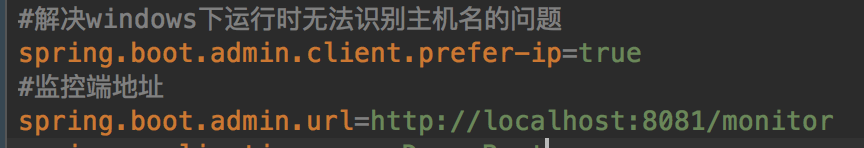 #解决windows下运行时无法识别主机名的问题
spring.boot.admin.client.prefer-ip=true
#监控端地址
spring.boot.admin.url=http://localhost:8081/monitor